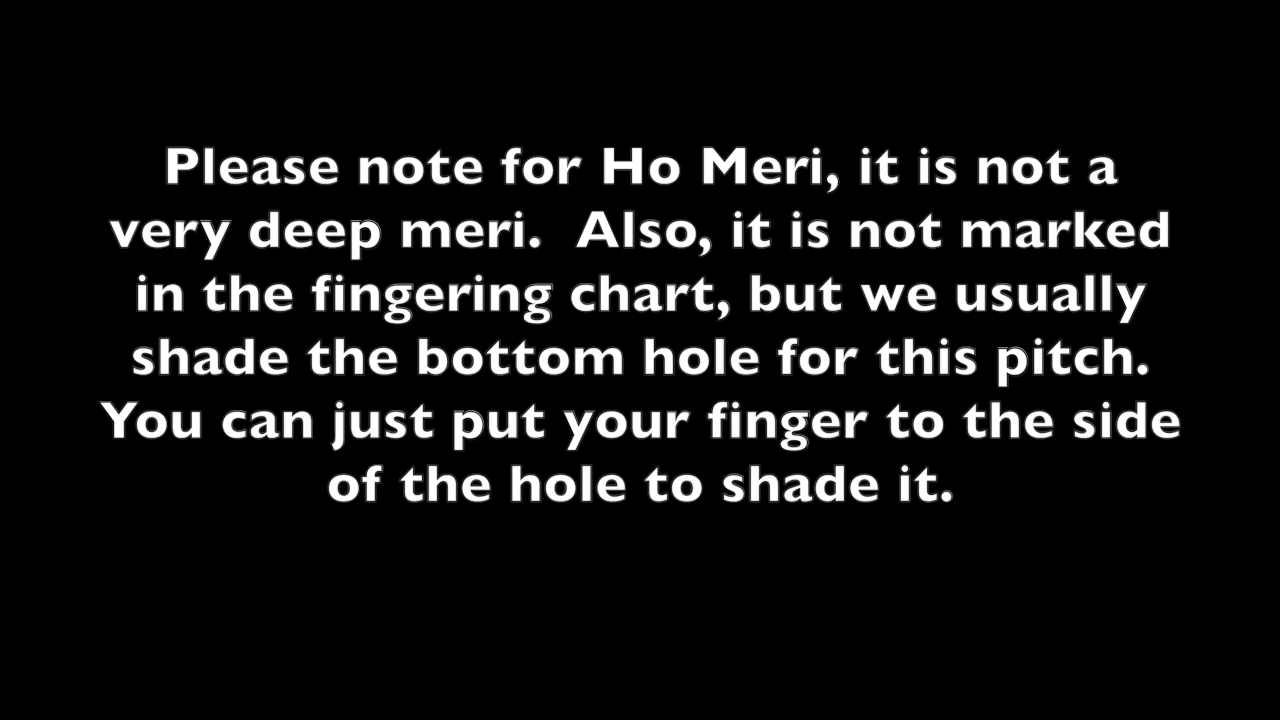 Please note for Ho Meri, it is not a
very deep meri.  Also, it is not marked
in the fingering chart, but we usually
shade the bottom hole for this pitch.
You can just put your finger to the side
of the hole to shade it.